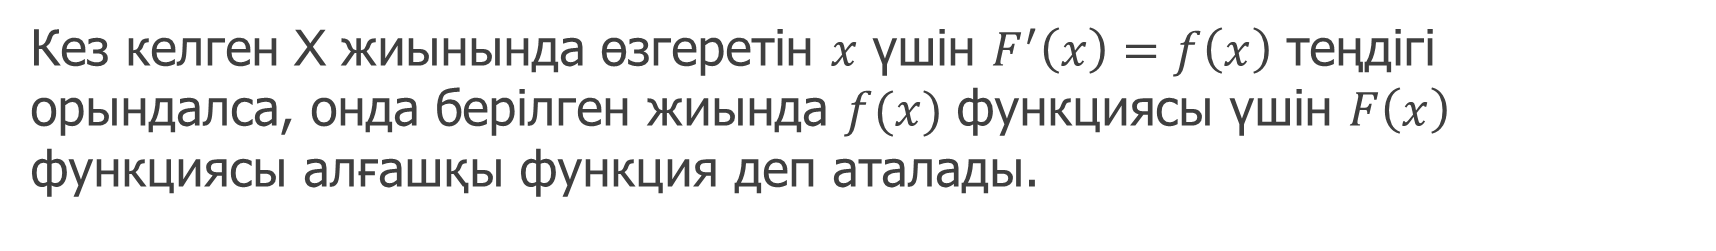 Кез келген X жиынында өзгеретін 𝑥 үшін 𝐹′(𝑥) = 𝑓(𝑥) теңдігі
орындалса, онда берілген жиында 𝑓(𝑥) функциясы үшін 𝐹(𝑥)
функциясы алғашқы функция деп аталады.